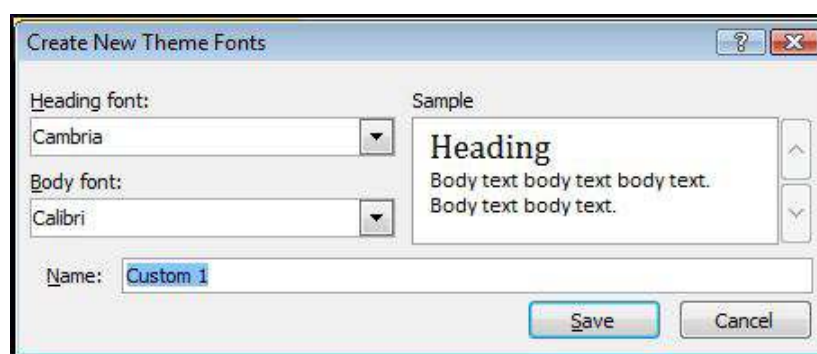 Create New Theme Fonts
Heading font:
Cambria
Body font:
Calibri
Sample
Heading
Body text body text body text.
Body text body text.
Name: Custom 1
Save Cancel